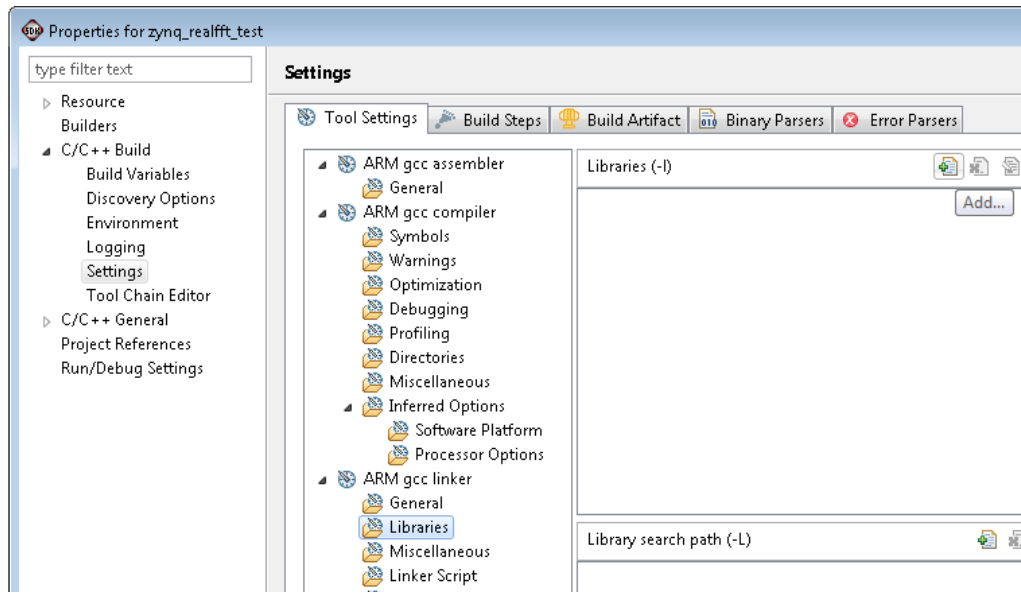 SDK Properties for zynq_realfft_test
type filter text
Resource
Builders
C/C++ Build
Build Variables
Discovery Options
Environment
Logging
Settings
Tool Chain Editor
C/C++ General
Project References
Run/Debug Settings
Settings
Tool Settings Build Steps Build Artifact 010 Binary Parsers Error Parsers
ARM gcc assembler
General
ARM gcc compiler
Symbols
Warnings
Optimization
Debugging
Profiling
Directories
Miscellaneous
Inferred Options
Software Platform
Processor Options
ARM gcc linker
General
Libraries
Miscellaneous
Linker Script
Libraries (-l)
Add...
Library search path (-L)